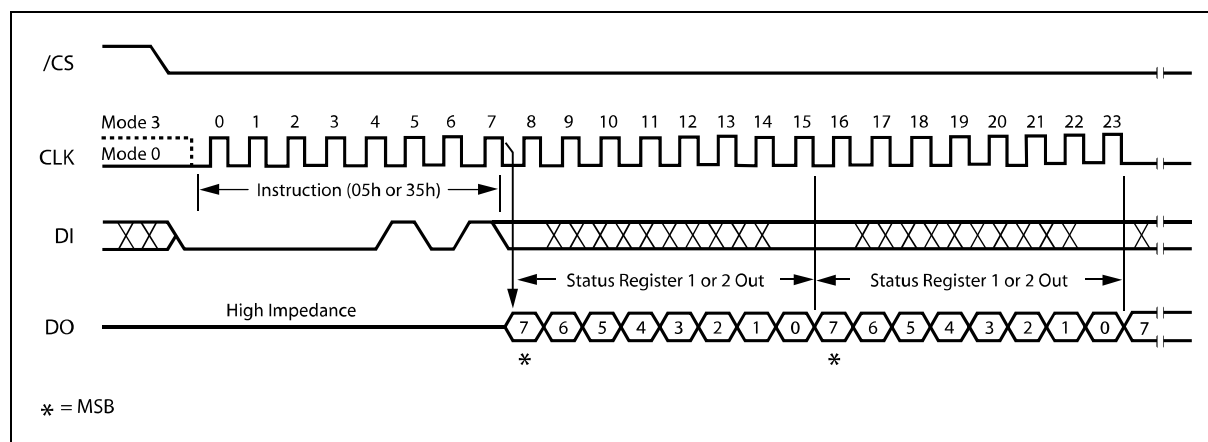 /CS
Mode 3
0 1 2 3 4 5 6 7 8 9 10 11 12 13 14 15 16 17 18 19 20 21 22 23
CLK
Mode 0
Instruction (05h or 35h)
DI
Status Register 1 or 2 Out Status Register 1 or 2 Out
High Impedance
DO
7 6 5 4 3 2 1 0 7 6 5 4 3 2 1 0 7
* *
* = MSB